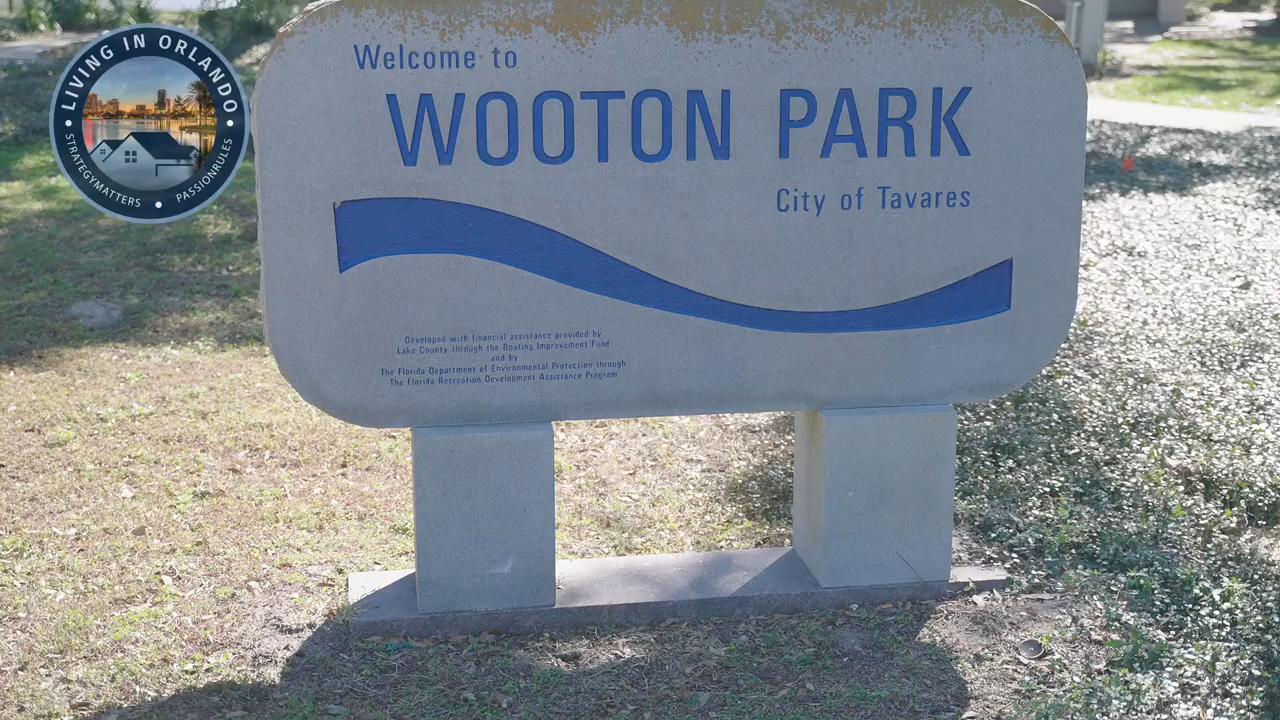 LIVING IN ORLANDO
STRATEGYMATTERS • PASSIONRULES
Welcome to
WOOTON PARK
City of Tavares
Developed with financial assistance provided by
Lake County through the Boating Improvement Fund
and by
The Florida Department of Environmental Protection through
The Florida Recreation Development Assistance Program